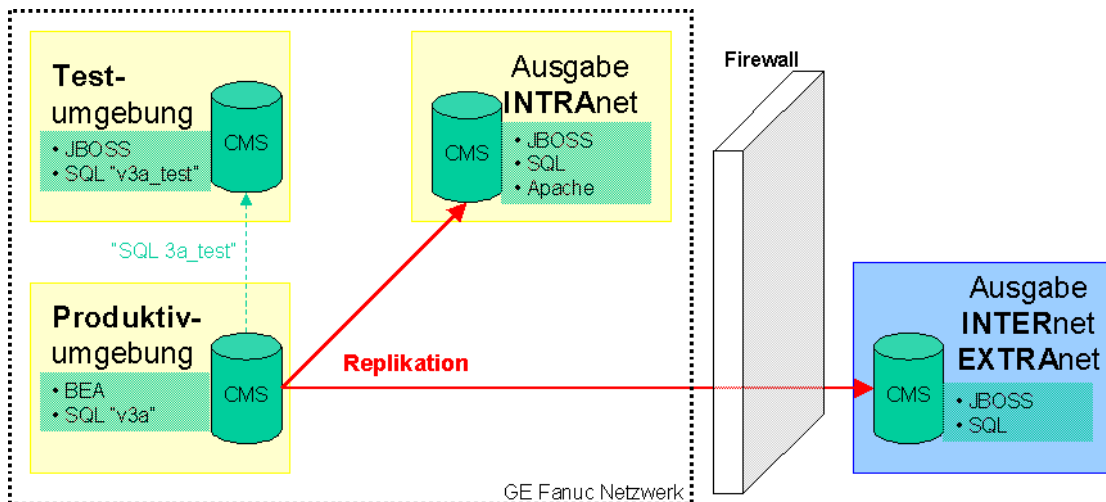 Test-
umgebung
• JBOSS
• SQL "v3a_test"
CMS
Ausgabe
INTRAnet
CMS
• JBOSS
• SQL
• Apache
Firewall
"SQL 3a_test"
Produktiv-
umgebung
• BEA
• SQL "v3a"
CMS
Replikation
Ausgabe
INTERnet
EXTRAnet
CMS
• JBOSS
• SQL
GE Fanuc Netzwerk